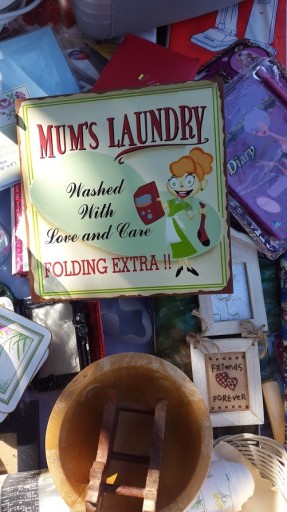 MUM'S LAUNDRY
Washed
With
Love and Care
FOLDING EXTRA !!
Diary
FRIENDS
FOREVER